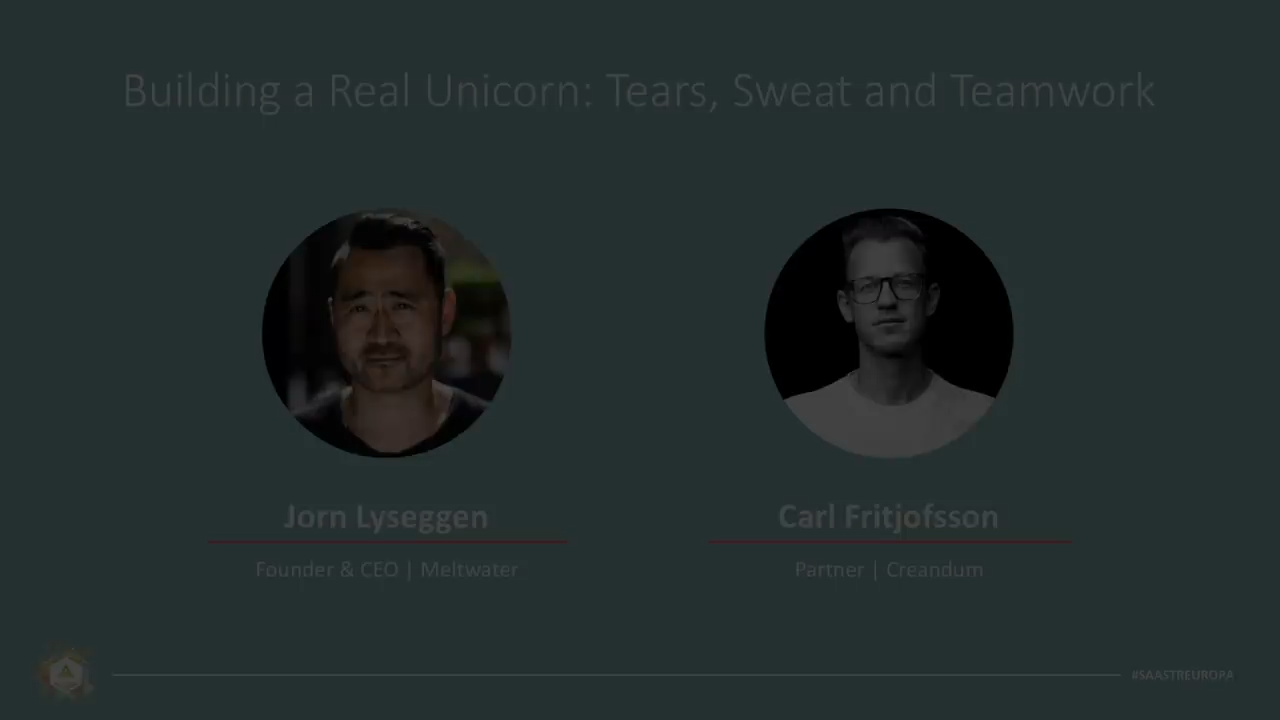 Building a Real Unicorn: Tears, Sweat and Teamwork
Jorn Lyseggen
Carl Fritjofsson
Founder & CEO | Meltwater
Partner | Creandum
#SAASTREUROPA